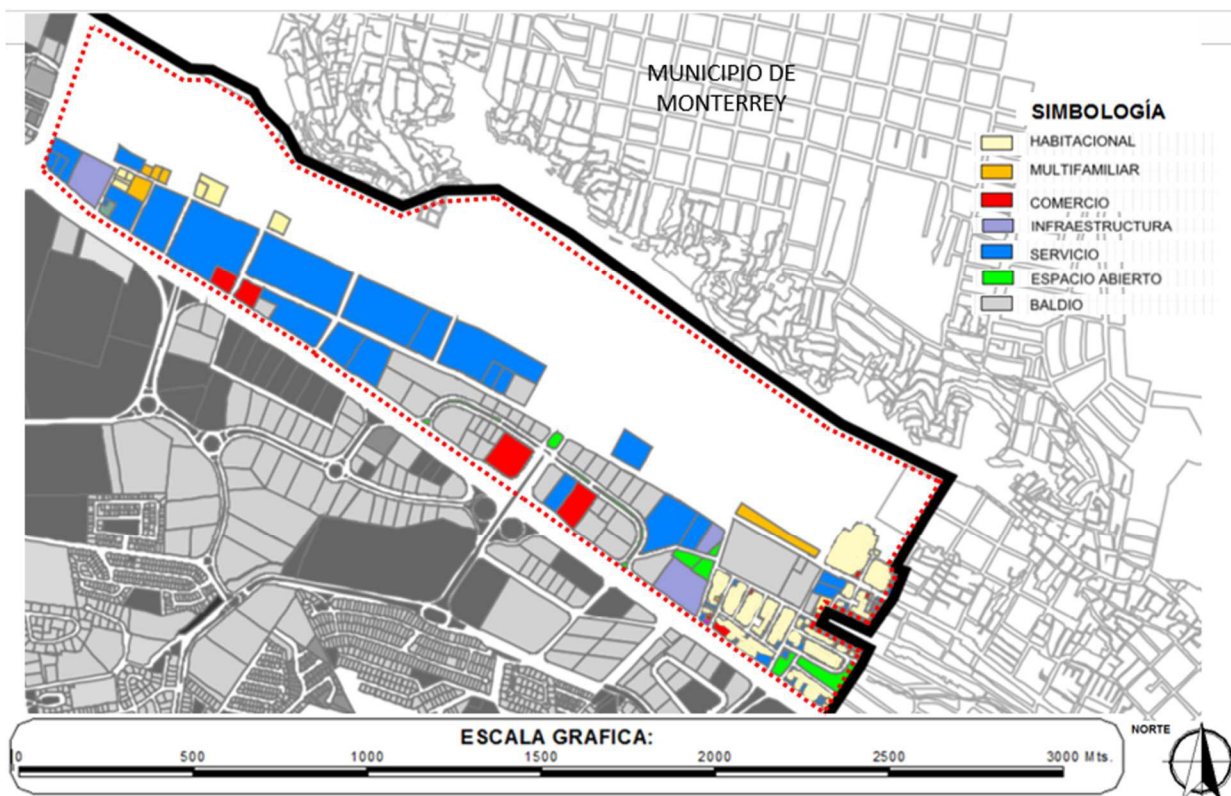 MUNICIPIO DE
MONTERREY
SIMBOLOGÍA
HABITACIONAL
MULTIFAMILIAR
COMERCIO
INFRAESTRUCTURA
SERVICIO
ESPACIO ABIERTO
BALDIO
ESCALA GRAFICA:
0 500 1000 1500 2000 2500 3000 Mts.
NORTE